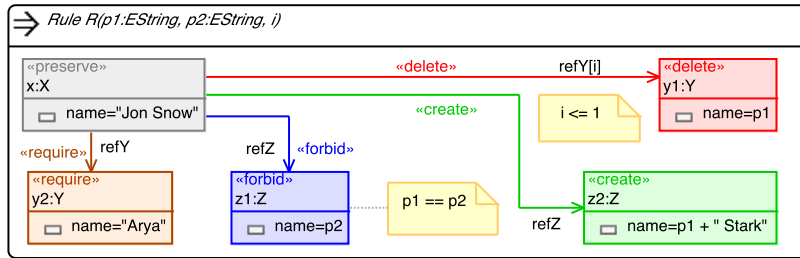 Rule R(p1:EString, p2:EString, i)
«preserve»
x:X
name="Jon Snow"
«delete»
refY[i]
«delete»
y1:Y
name=p1
«create»
i <= 1
«require»
refY
refZ
«forbid»
«require»
y2:Y
name="Arya"
«forbid»
z1:Z
name=p2
p1 == p2
refZ
«create»
z2:Z
name=p1 + " Stark"